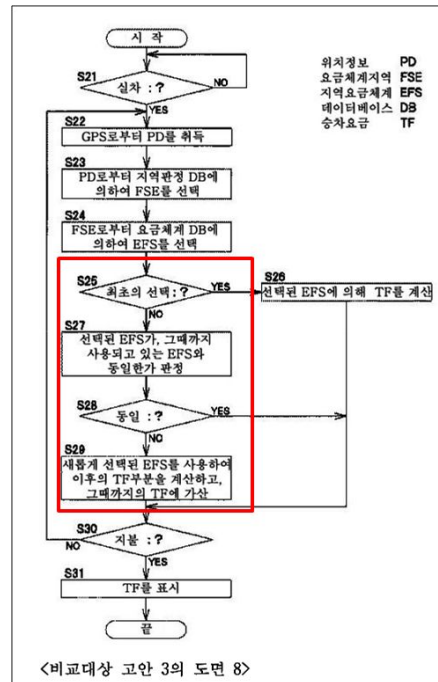 시 작
위치정보 PD
요금체계지역 FSE
지역요금체계 EFS
데이터베이스 DB
승차요금 TF
S21
실차 : ?
NO
YES
S22
GPS로부터 PD를 취득
S23
PD로부터 지역판정 DB에
의하여 FSE를 선택
S24
FSE로부터 요금체계 DB에
의하여 EFS를 선택
S25
최초의 선택 : ?
YES
NO
S26
선택된 EFS에 의해 TF를 계산
S27
선택된 EFS가, 그때까지
사용되고 있는 EFS와
동일한가 판정
S28
동일 : ?
YES
NO
S29
새롭게 선택된 EFS를 사용하여
이후의 TF부분을 계산하고,
그때까지의 TF에 가산
S30
지불 : ?
NO
YES
S31
TF를 표시
끝
<비교대상 고안 3의 도면 8>